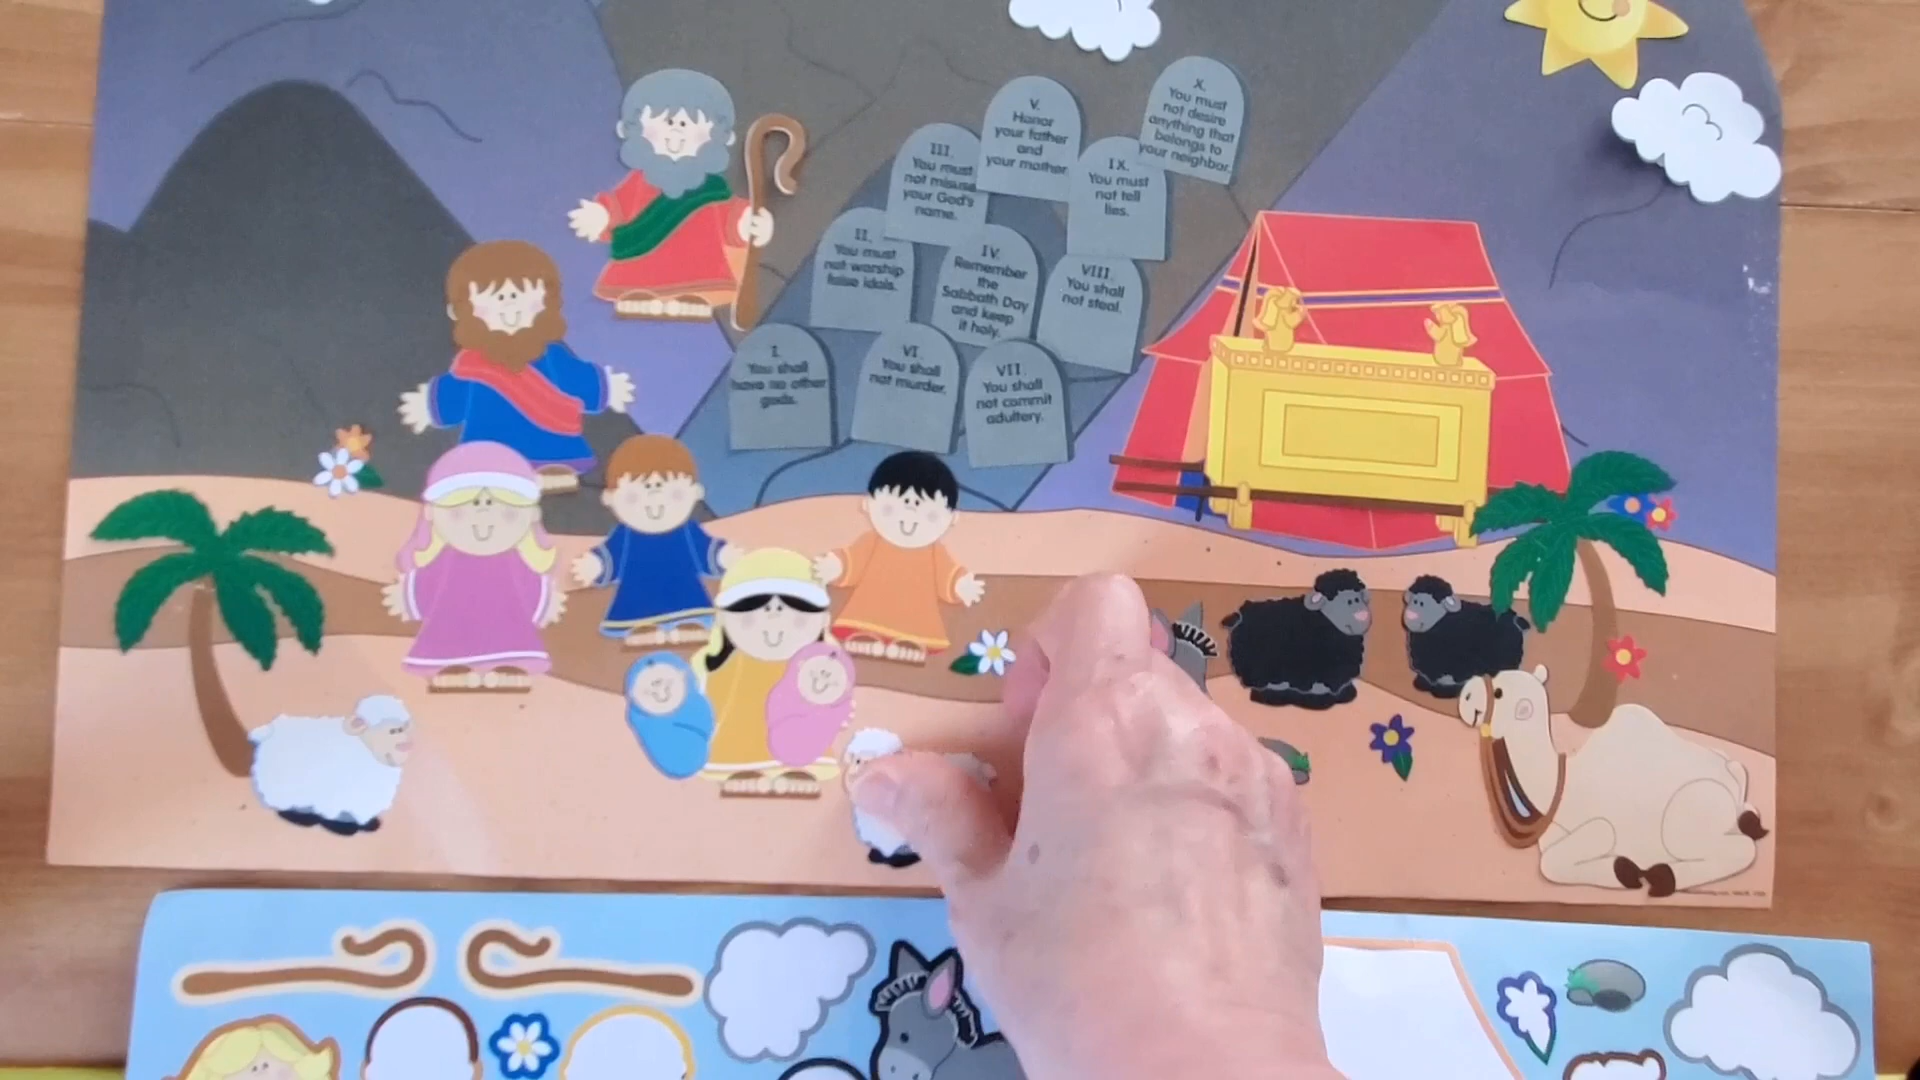 I.
You shall
have no other
gods.
II.
You must
not worship
false idols.
III.
You must
not misuse
your God's
name.
IV.
Remember
the
Sabbath Day
and keep
it holy.
V.
Honor
your father
and
your mother
VI.
You shall
not murder.
VII.
You shall
not commit
adultery.
VIII.
You shall
not steal.
IX.
You must
not tell
lies.
X.
You must
not desire
anything that
belongs to
your neighbor.